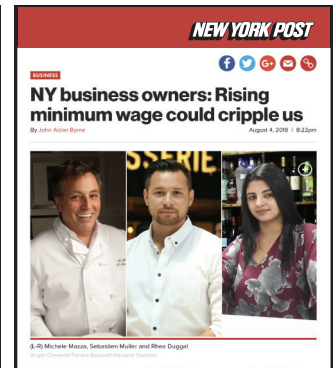 NEW YORK POST
BUSINESS
NY business owners: Rising
minimum wage could cripple us
By John Aidan Byrne August 4, 2018 | 8:22pm
SSERIE
(L-R) Michele Mazza, Sebastien Muller and Rhea Duggal